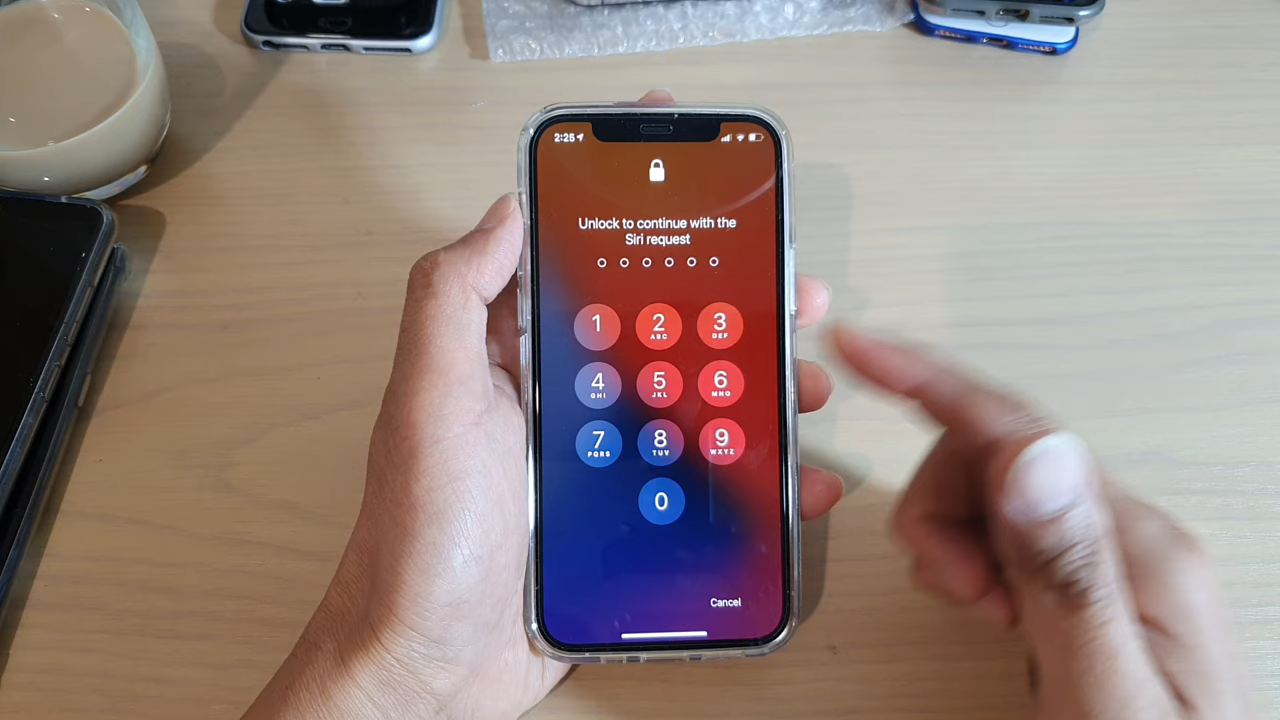 2:25
Unlock to continue with the
Siri request
1 2 3
ABC DEF
4 5 6
GHI JKL MNO
7 8 9
PQRS TUV WXYZ
0
Cancel